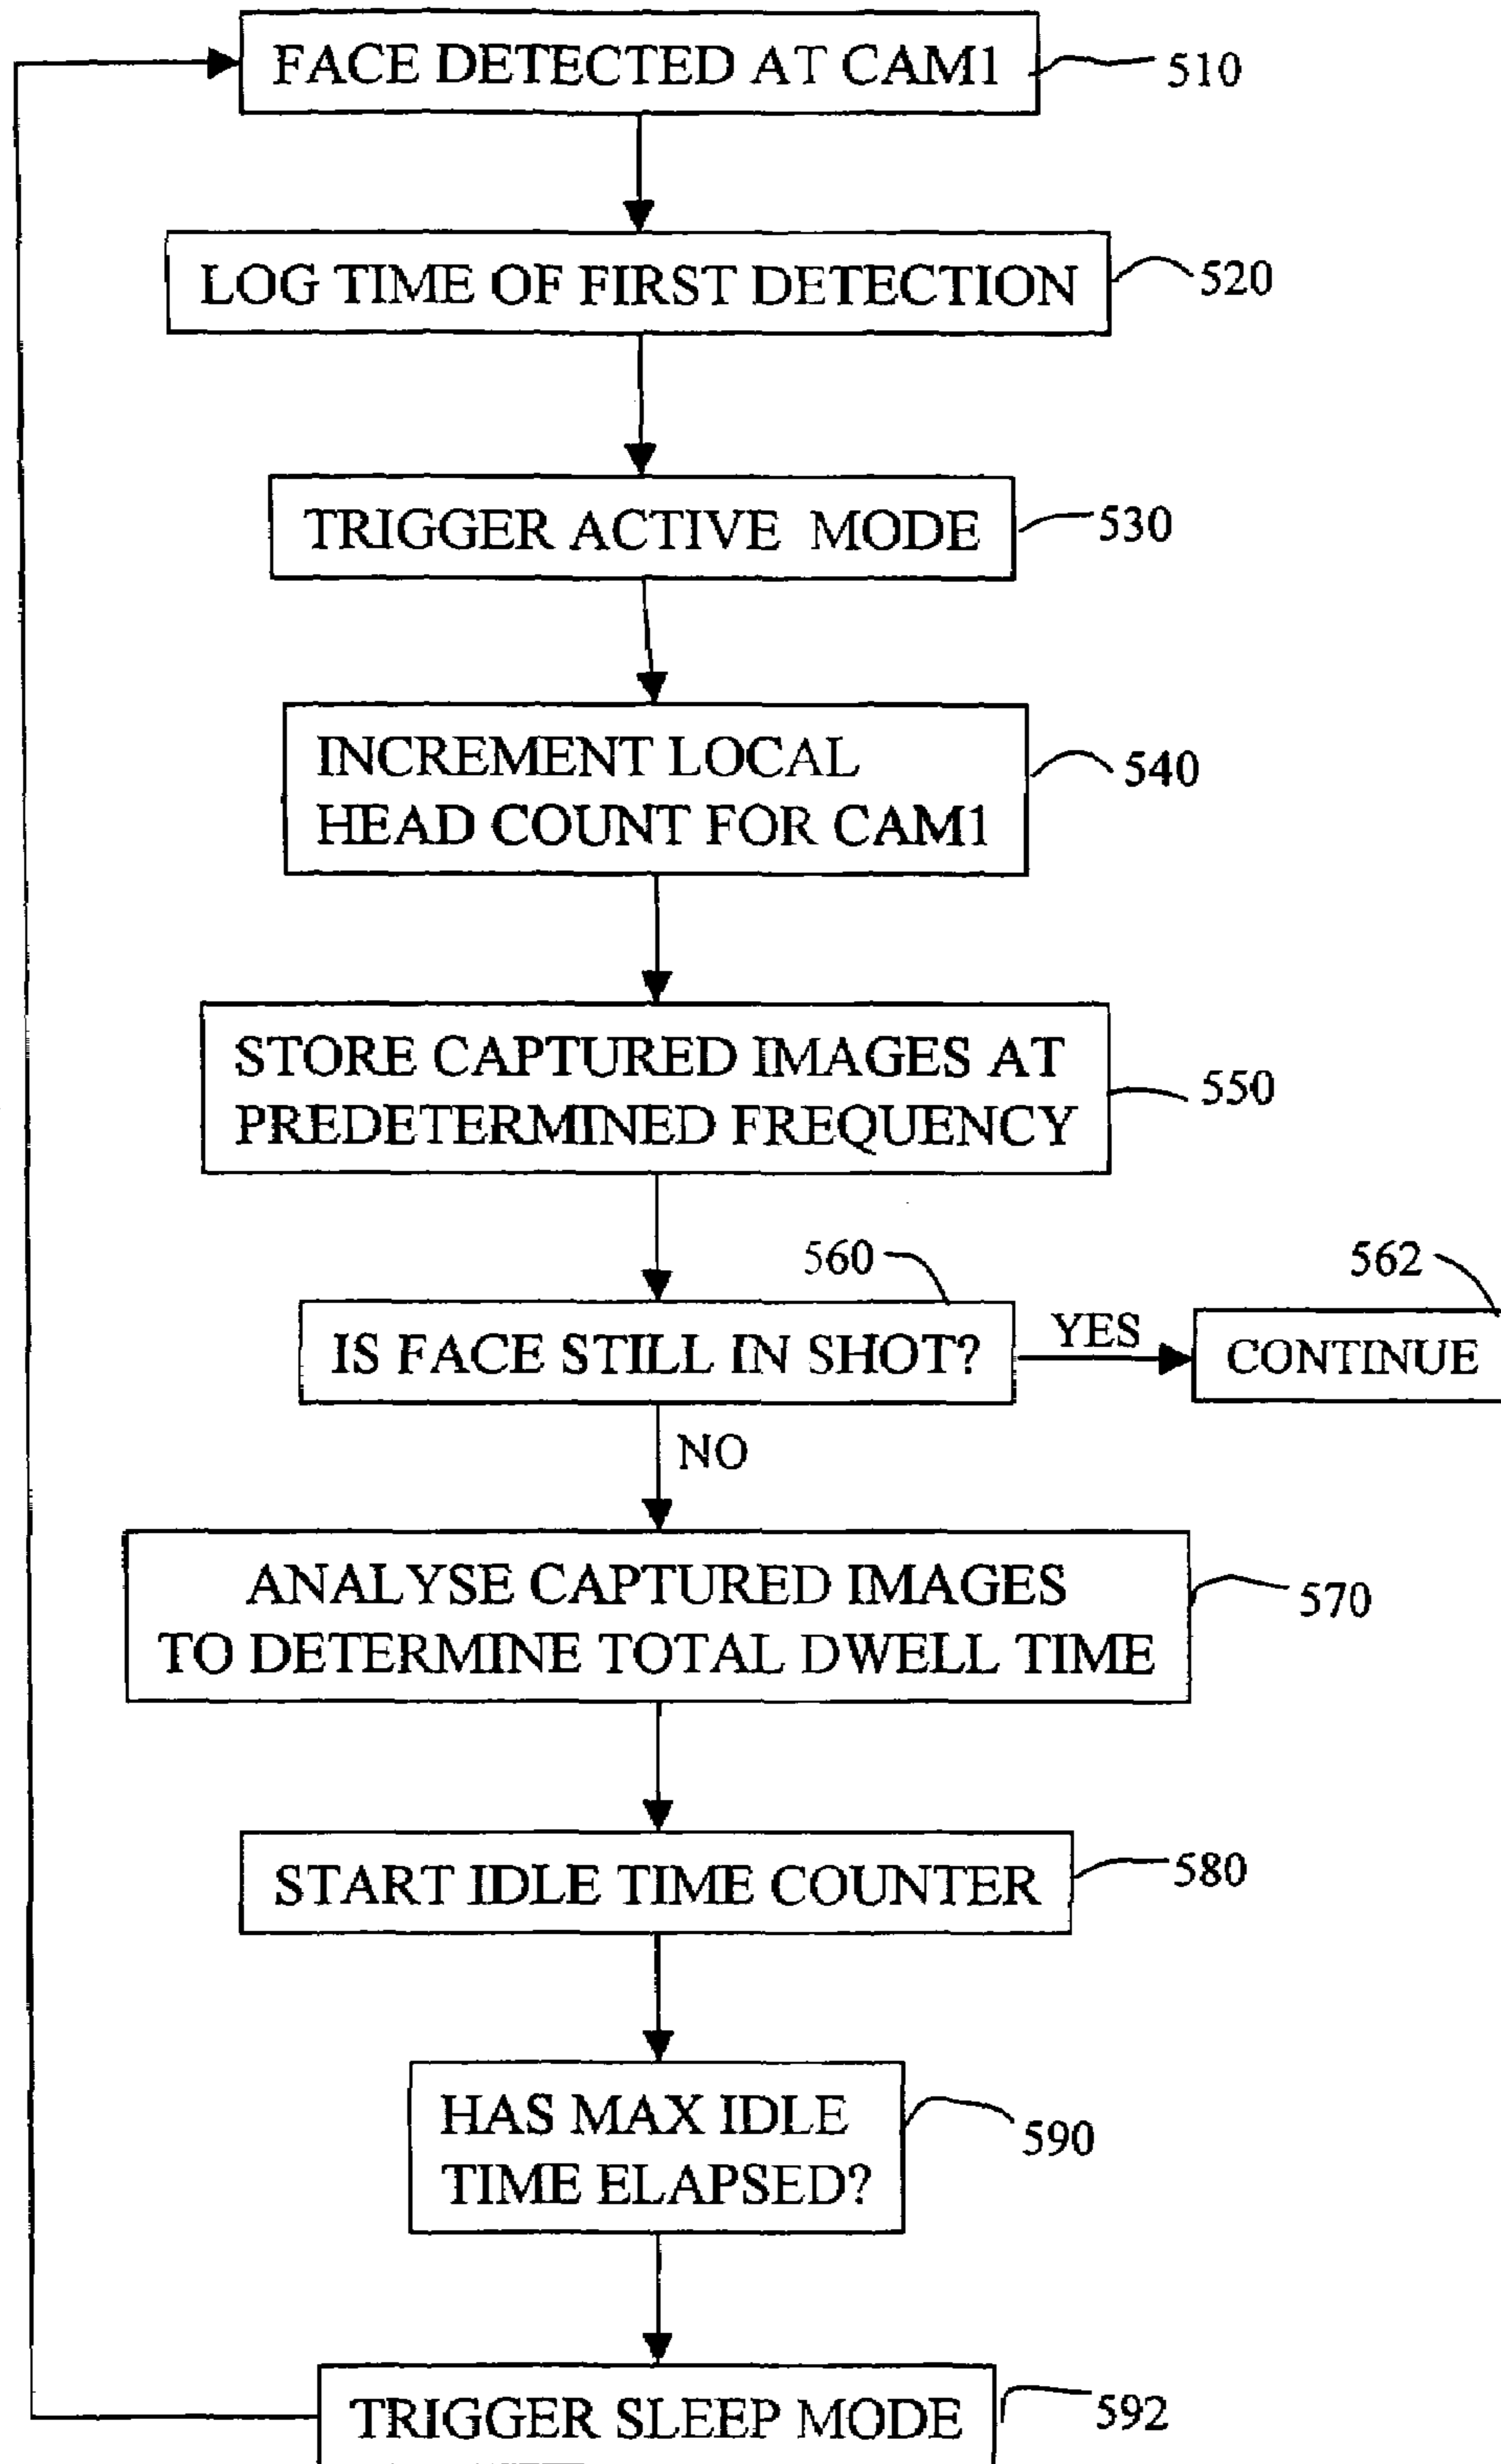 FACE DETECTED AT CAM1
510
LOG TIME OF FIRST DETECTION
520
TRIGGER ACTIVE MODE
530
INCREMENT LOCAL
HEAD COUNT FOR CAM1
540
STORE CAPTURED IMAGES AT
PREDETERMINED FREQUENCY
550
560
562
IS FACE STILL IN SHOT?
YES
CONTINUE
NO
ANALYSE CAPTURED IMAGES
TO DETERMINE TOTAL DWELL TIME
570
START IDLE TIME COUNTER
580
HAS MAX IDLE
TIME ELAPSED?
590
TRIGGER SLEEP MODE
592